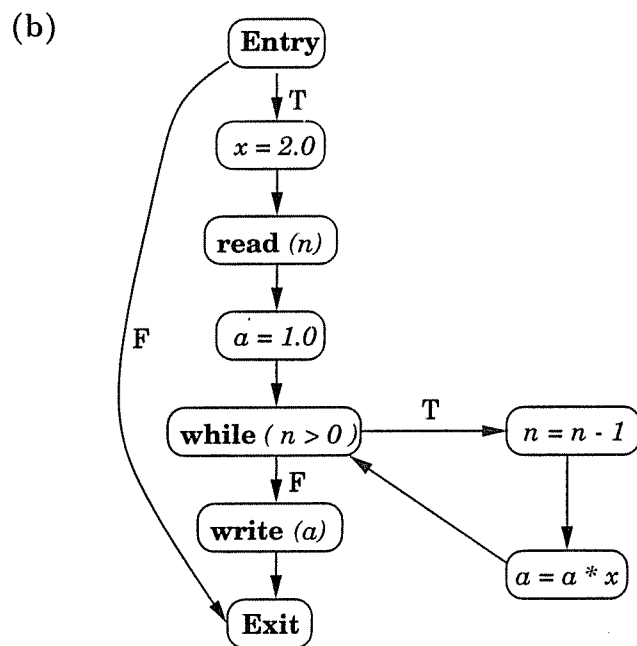 (b)
Entry
T
x = 2.0
read (n)
a = 1.0
F
while ( n > 0 )
T
n = n - 1
F
write (a)
a = a * x
Exit